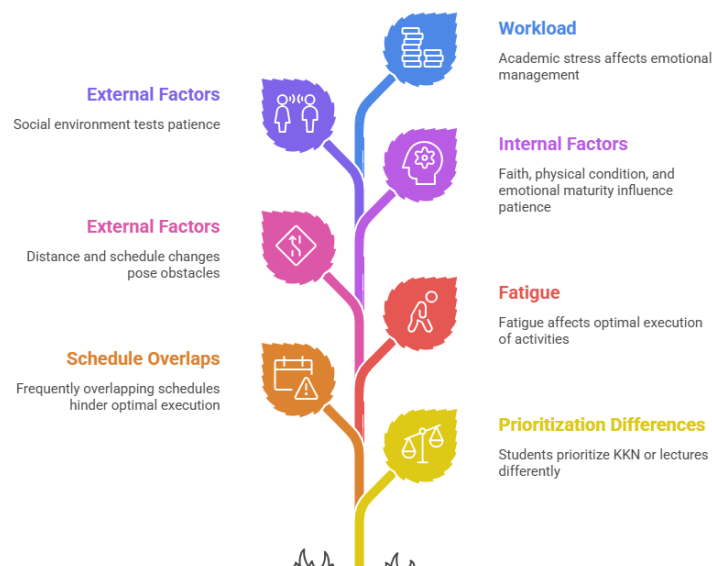 Workload
Academic stress affects emotional
management
External Factors
Social environment tests patience
Internal Factors
Faith, physical condition, and
emotional maturity influence
patience
External Factors
Distance and schedule changes
pose obstacles
Fatigue
Fatigue affects optimal execution
of activities
Schedule Overlaps
Frequently overlapping schedules
hinder optimal execution
Prioritization Differences
Students prioritize KKN or lectures
differently